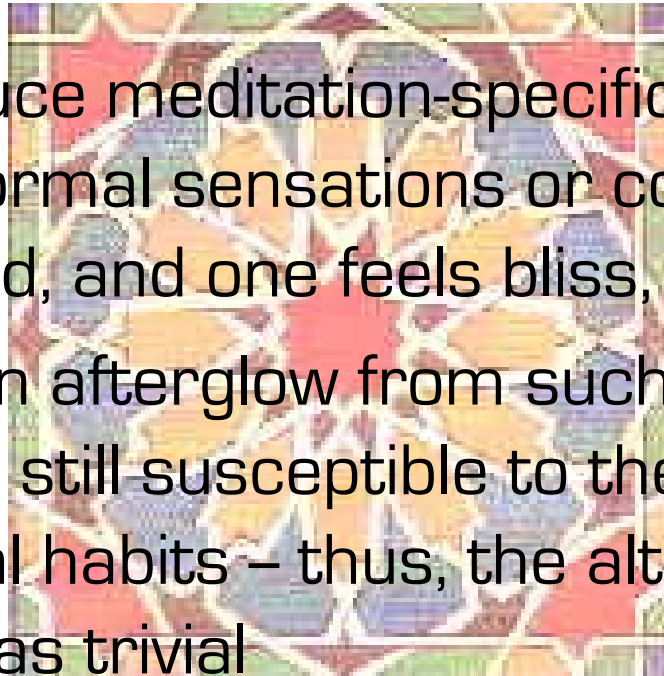 uce meditation-specific
ormal sensations or co
d, and one feels bliss,
n afterglow from such
still susceptible to the
l habits – thus, the alt
as trivial